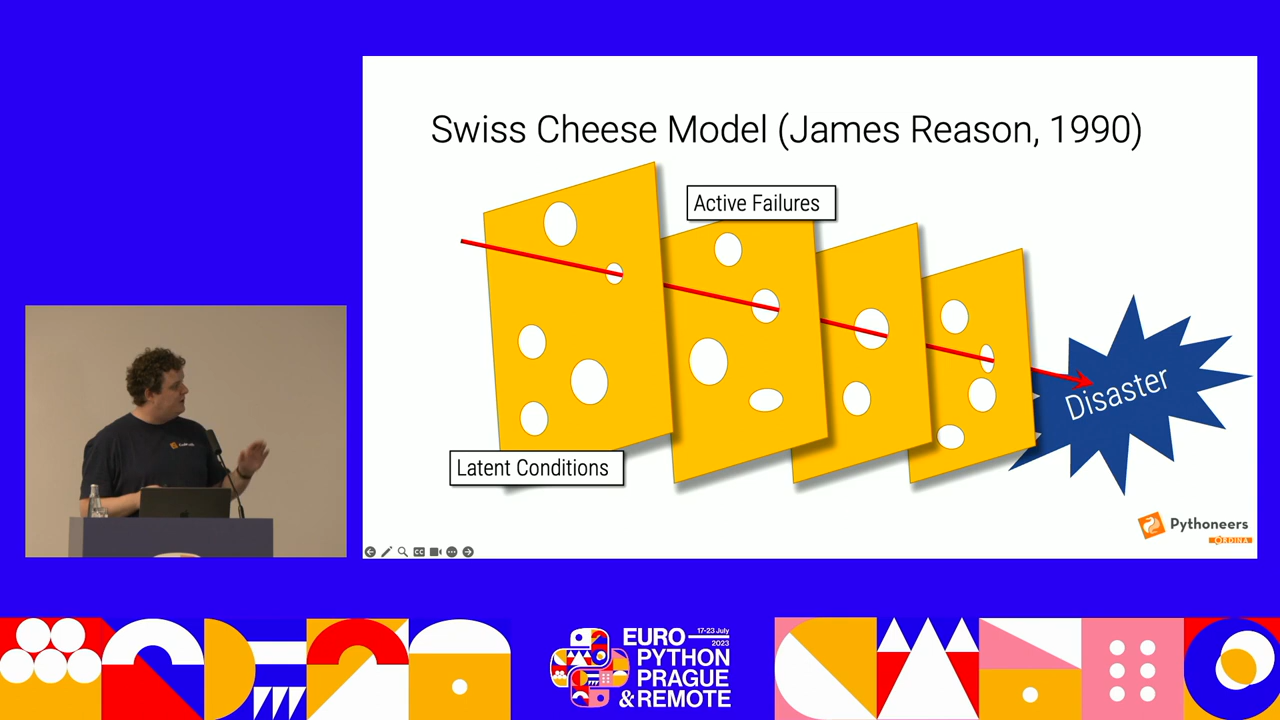 Swiss Cheese Model (James Reason, 1990)
Active Failures
Disaster
Latent Conditions
Pythoneers
ORDINA
17-23 July
2023
EURO
PYTHON
PRAGUE
& REMOTE